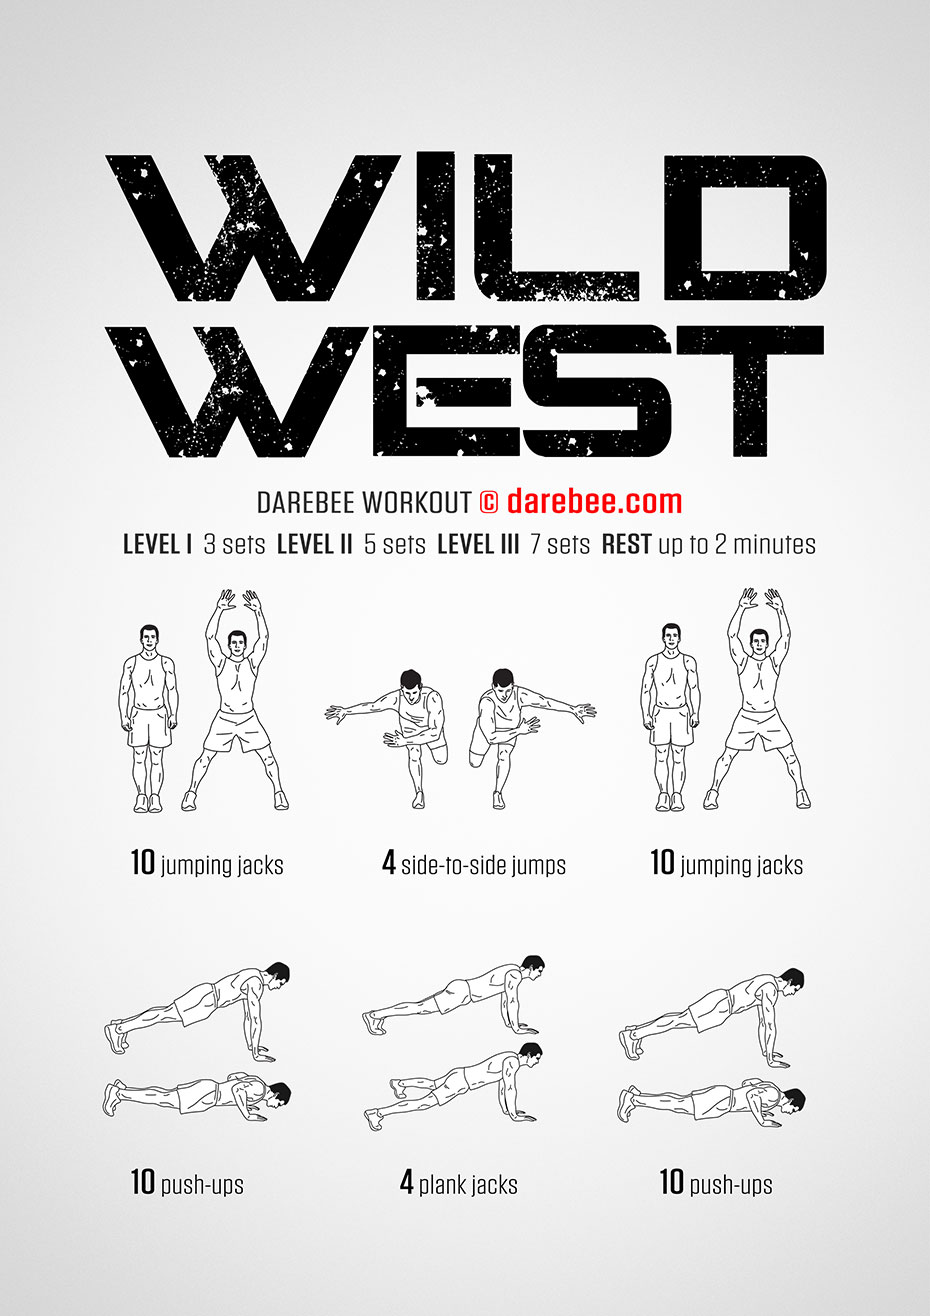 WILD
WEST
DAREBEE WORKOUT © darebee.com
LEVEL I 3 sets LEVEL II 5 sets LEVEL III 7 sets REST up to 2 minutes
10 jumping jacks
4 side-to-side jumps
10 jumping jacks
10 push-ups
4 plank jacks
10 push-ups